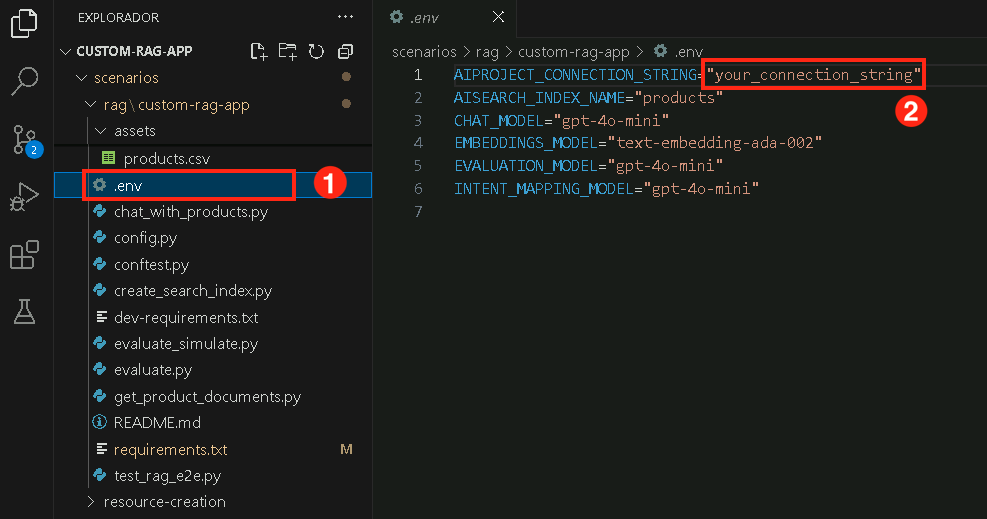 EXPLORADOR
CUSTOM-RAG-APP
scenarios
rag\custom-rag-app
assets
products.csv
.env
1
chat_with_products.py
config.py
conftest.py
create_search_index.py
dev-requirements.txt
evaluate_simulate.py
evaluate.py
get_product_documents.py
README.md
requirements.txt M
test_rag_e2e.py
resource-creation
2
.env
scenarios > rag > custom-rag-app > .env
1 AIPROJECT_CONNECTION_STRING="your_connection_string"
2
2 AISEARCH_INDEX_NAME="products"
3 CHAT_MODEL="gpt-4o-mini"
4 EMBEDDINGS_MODEL="text-embedding-ada-002"
5 EVALUATION_MODEL="gpt-4o-mini"
6 INTENT_MAPPING_MODEL="gpt-4o-mini"
7